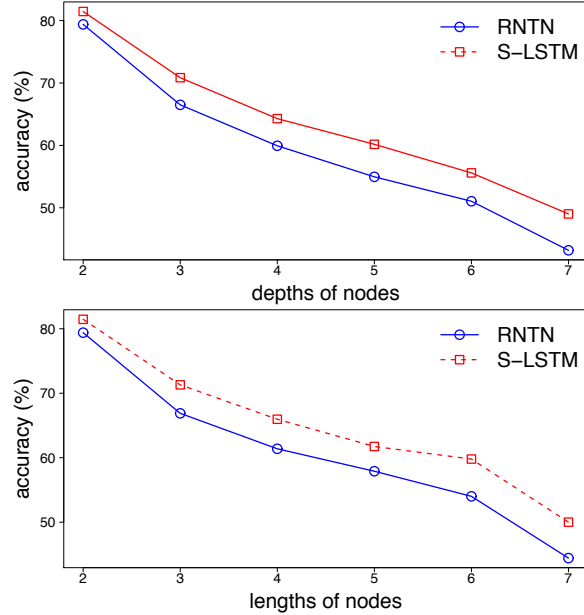 80
70
60
50
accuracy (%)
RNTN
S-LSTM
2 3 4 5 6 7
depths of nodes
80
70
60
50
accuracy (%)
RNTN
S-LSTM
2 3 4 5 6 7
lengths of nodes